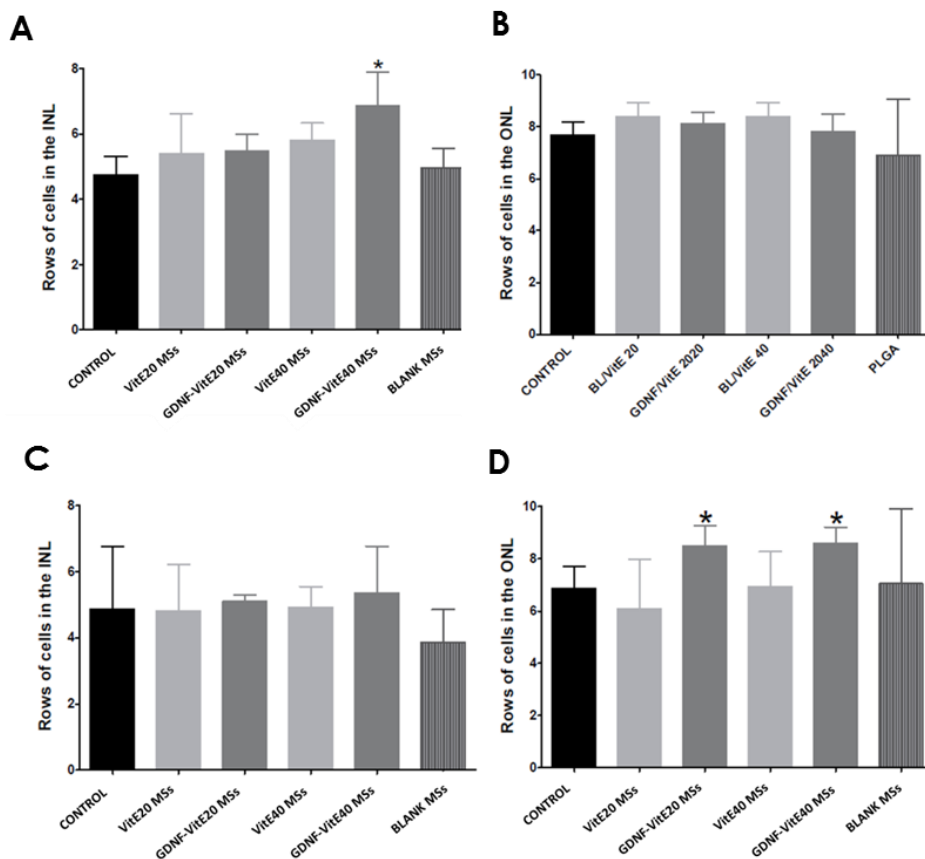 A
Rows of cells in the INL
8
6
4
2
0
*
CONTROL
VitE20 MSs
GDNF-VitE20 MSs
VitE40 MSs
GDNF-VitE40 MSs
BLANK MSs
B
Rows of cells in the ONL
10
8
6
4
2
0
CONTROL
BL/VitE 20
GDNF/VitE 2020
BL/VitE 40
GDNF/VitE 2040
PLGA
C
Rows of cells in the INL
8
6
4
2
0
CONTROL
VitE20 MSs
GDNF-VitE20 MSs
VitE40 MSs
GDNF-VitE40 MSs
BLANK MSs
D
Rows of cells in the ONL
10
8
6
4
2
0
*
*
CONTROL
VitE20 MSs
GDNF-VitE20 MSs
VitE40 MSs
GDNF-VitE40 MSs
BLANK MSs